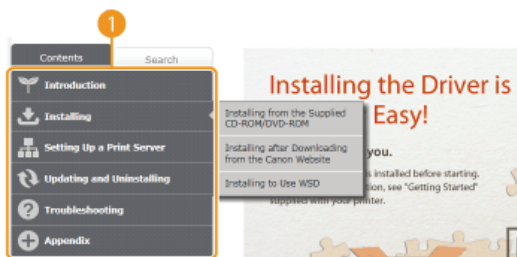 1
Contents
Search
Introduction
Installing
Setting Up a Print Server
Updating and Uninstalling
Troubleshooting
Appendix
Installing from the Supplied
CD-ROM/DVD-ROM
Installing after Downloading
from the Canon Website
Installing to Use WSD
Installing the Driver is
Easy!
you.
is installed before starting.
tion, see "Getting Started"
supplied with your printer.